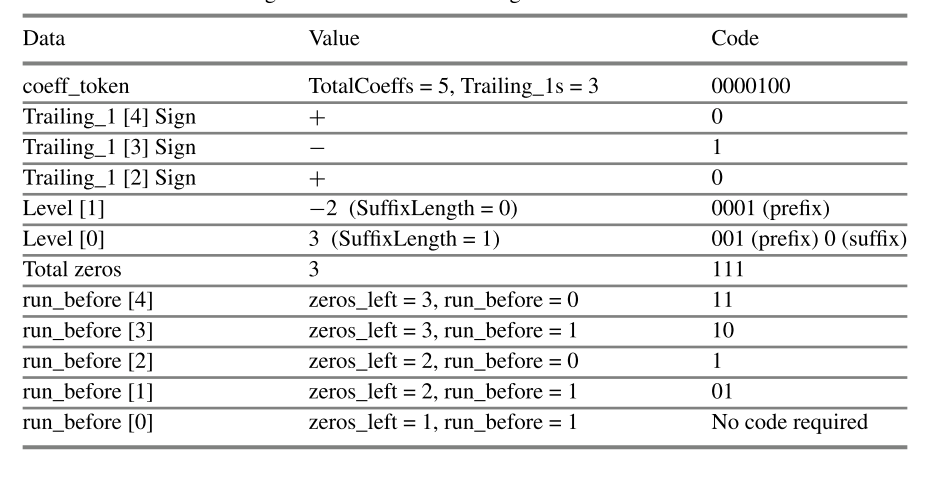 Data Value Code
coeff_token TotalCoeffs = 5, Trailing_1s = 3 0000100
Trailing_1 [4] Sign + 0
Trailing_1 [3] Sign − 1
Trailing_1 [2] Sign + 0
Level [1] −2 (SuffixLength = 0) 0001 (prefix)
Level [0] 3 (SuffixLength = 1) 001 (prefix) 0 (suffix)
Total zeros 3 111
run_before [4] zeros_left = 3, run_before = 0 11
run_before [3] zeros_left = 3, run_before = 1 10
run_before [2] zeros_left = 2, run_before = 0 1
run_before [1] zeros_left = 2, run_before = 1 01
run_before [0] zeros_left = 1, run_before = 1 No code required